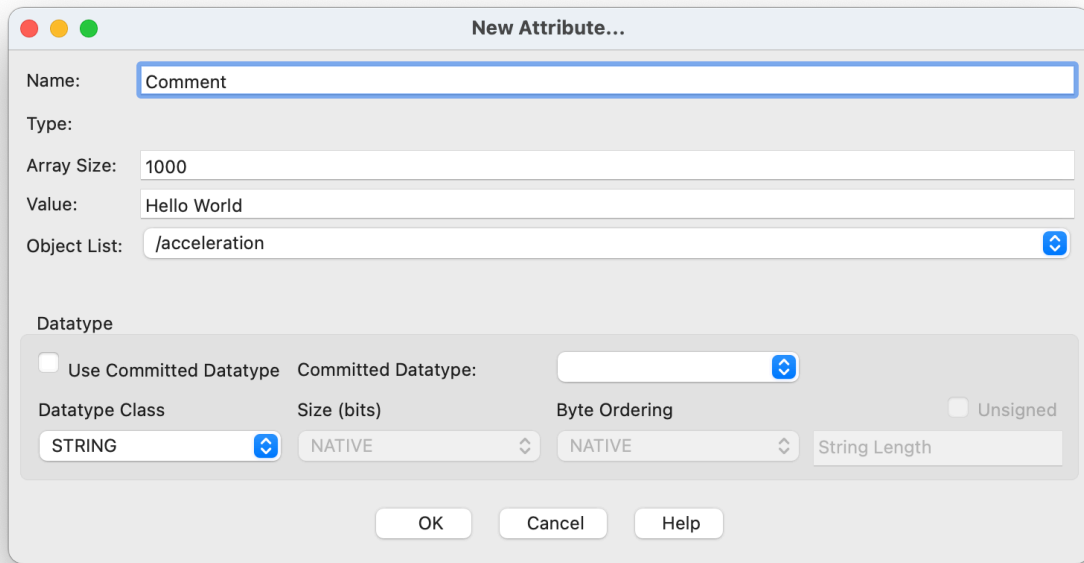 New Attribute...
Name: Comment
Type:
Array Size: 1000
Value: Hello World
Object List: /acceleration
Datatype
Use Committed Datatype Committed Datatype:
Datatype Class Size (bits) Byte Ordering Unsigned
STRING NATIVE NATIVE String Length
OK Cancel Help